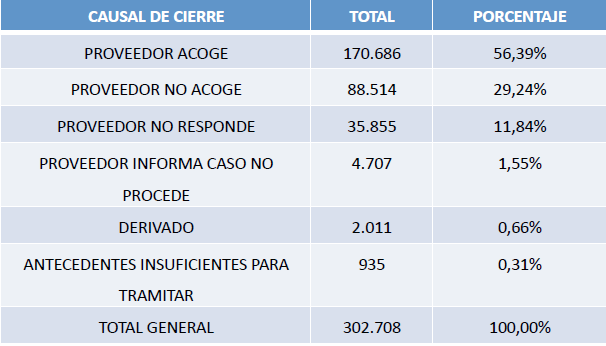 CAUSAL DE CIERRE TOTAL PORCENTAJE
PROVEEDOR ACOGE 170.686 56,39%
PROVEEDOR NO ACOGE 88.514 29,24%
PROVEEDOR NO RESPONDE 35.855 11,84%
PROVEEDOR INFORMA CASO NO 4.707 1,55%
PROCEDE
DERIVADO 2.011 0,66%
ANTECEDENTES INSUFICIENTES PARA 935 0,31%
TRAMITAR
TOTAL GENERAL 302.708 100,00%